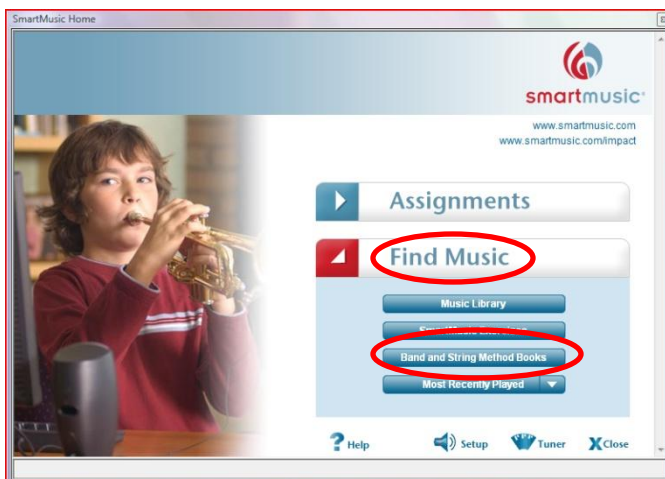 SmartMusic Home
smartmusic
www.smartmusic.com
www.smartmusic.com/impact
Assignments
Find Music
Music Library
Band and String Method Books
Most Recently Played
Help Setup Tuner Close